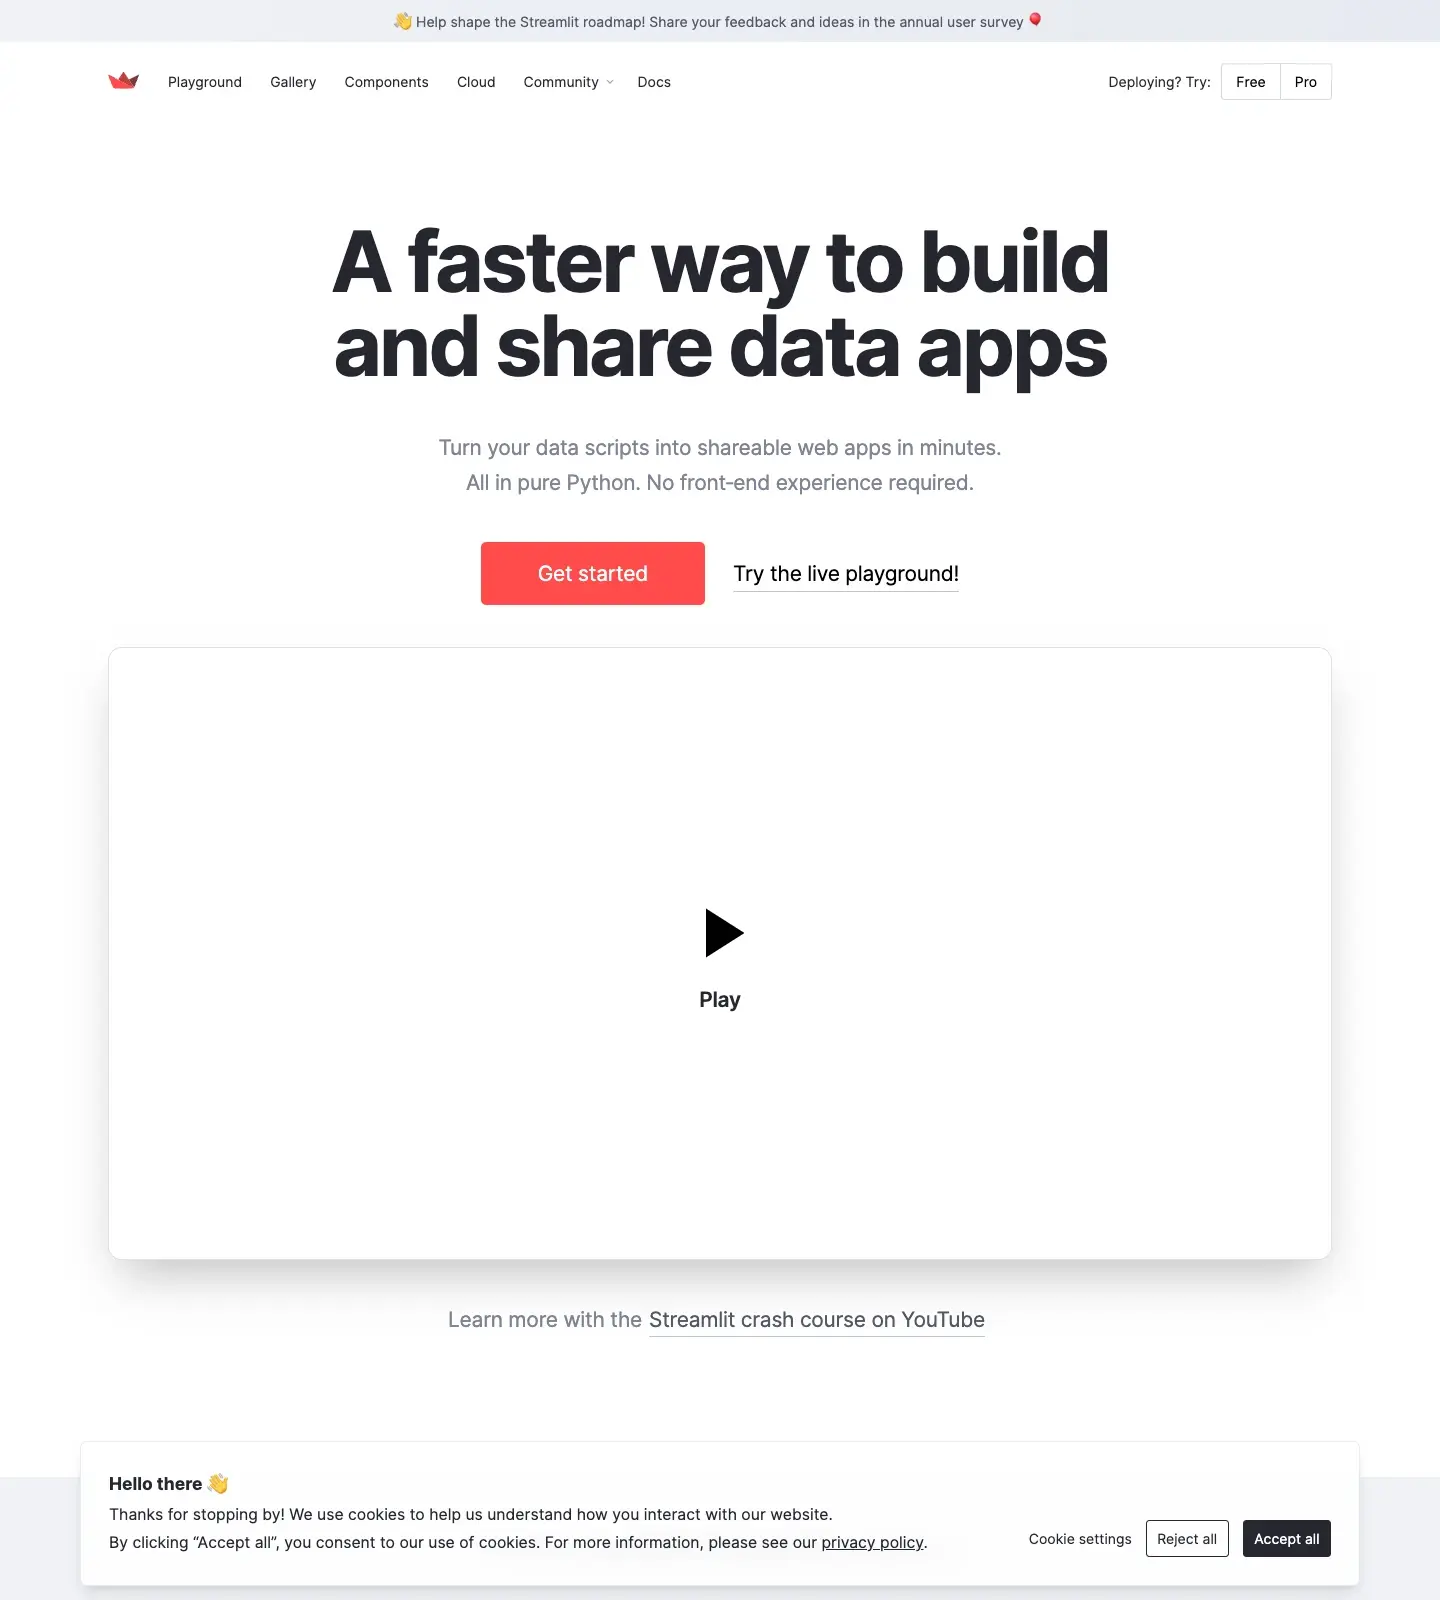 👋 Help shape the Streamlit roadmap! Share your feedback and ideas in the annual user survey 🎈
Playground Gallery Components Cloud Community Docs Deploying? Try: Free Pro
A faster way to build
and share data apps
Turn your data scripts into shareable web apps in minutes.
All in pure Python. No front‑end experience required.
Get started Try the live playground!
Play
Learn more with the Streamlit crash course on YouTube
Hello there 👋
Thanks for stopping by! We use cookies to help us understand how you interact with our website.
By clicking “Accept all”, you consent to our use of cookies. For more information, please see our privacy policy.
Cookie settings Reject all Accept all